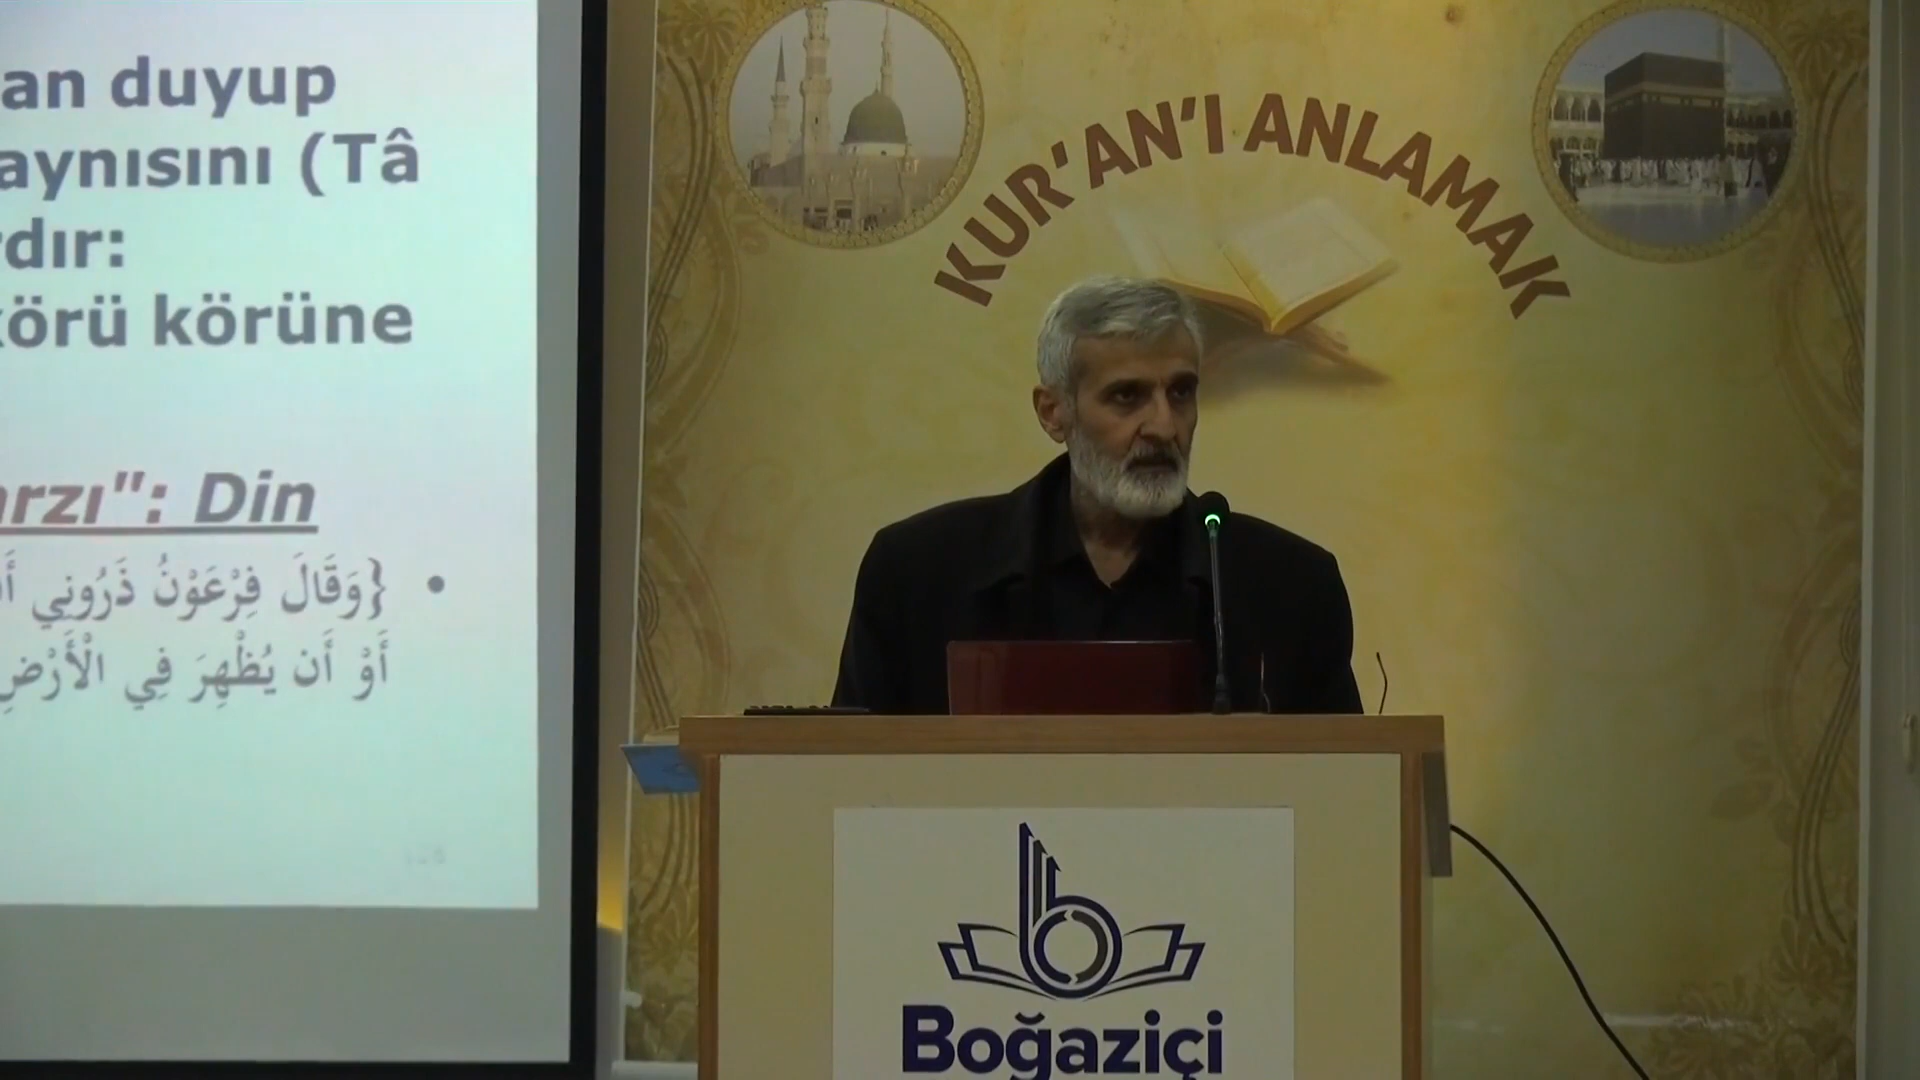 an duyup
aynısını (Tâ
rdır:
körü körüne
arzı": Din
• {وَقَالَ فِرْعَوْنُ ذَرُونِي
أَوْ أَن يُظْهِرَ فِي الْأَرْضِ
KUR'AN'I ANLAMAK
Boğaziçi